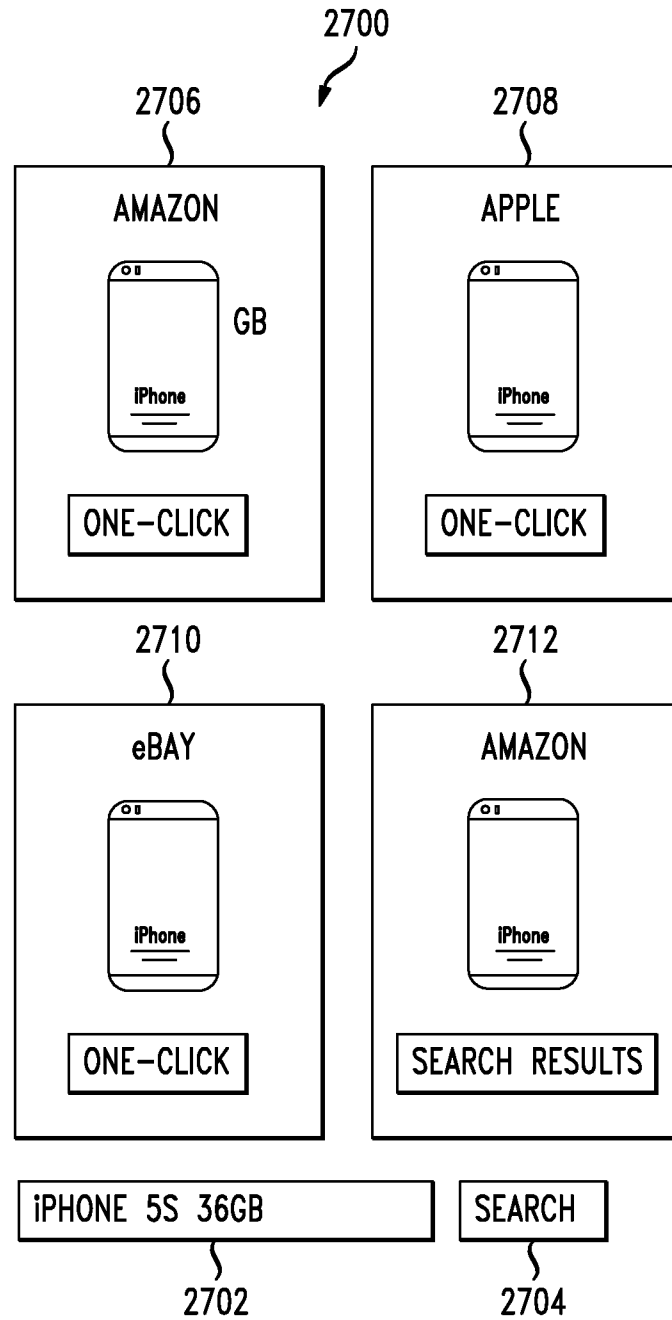 2700
2706
2708
AMAZON
GB
iPhone
ONE-CLICK
APPLE
iPhone
ONE-CLICK
2710
2712
eBAY
iPhone
ONE-CLICK
AMAZON
iPhone
SEARCH RESULTS
iPHONE 5S 36GB
SEARCH
2702
2704